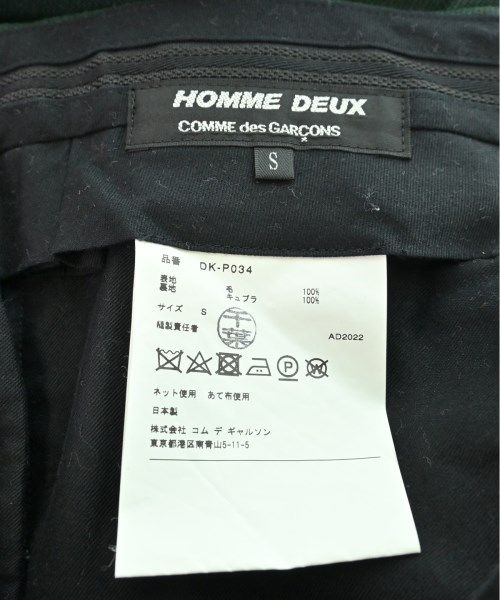 HOMME DEUX
COMME des GARÇONS
S
品番 DK-P034
表地 毛 100%
裏地 キュプラ 100%
サイズ S
縫製責任者 千葉
AD2022
P W
ネット使用 あて布使用
日本製
株式会社 コム デ ギャルソン
東京都港区南青山5-11-5